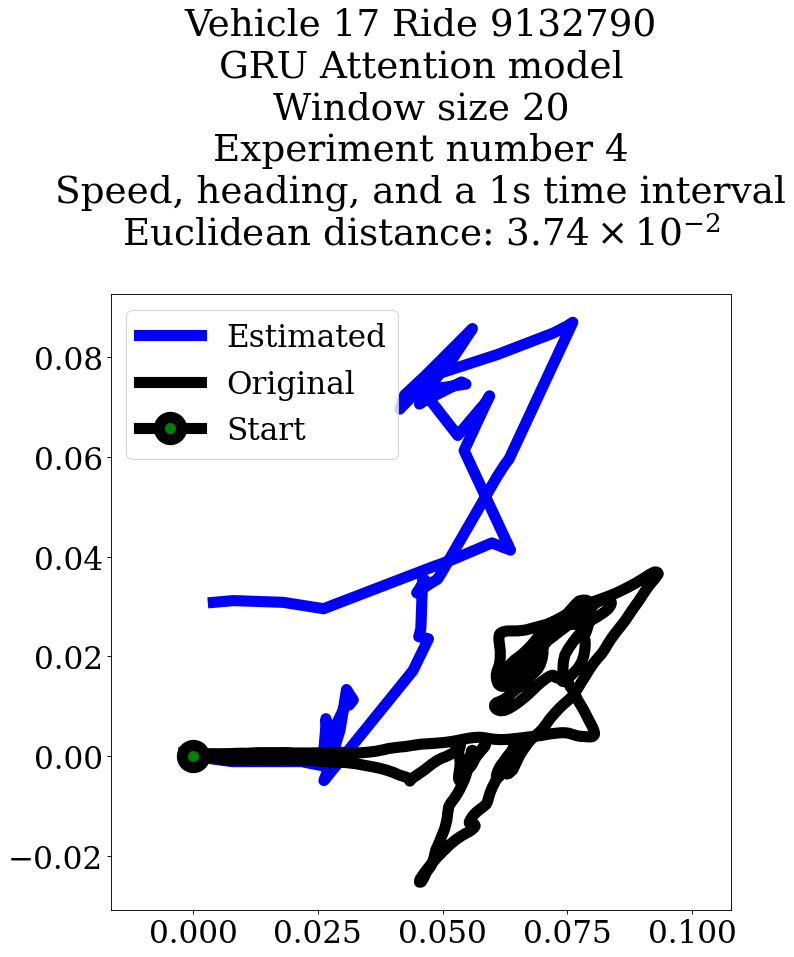 Vehicle 17 Ride 9132790
GRU Attention model
Window size 20
Experiment number 4
Speed, heading, and a 1s time interval
Euclidean distance: 3.74 × 10⁻²
Estimated
Original
Start
0.08
0.06
0.04
0.02
0.00
−0.02
0.000 0.025 0.050 0.075 0.100